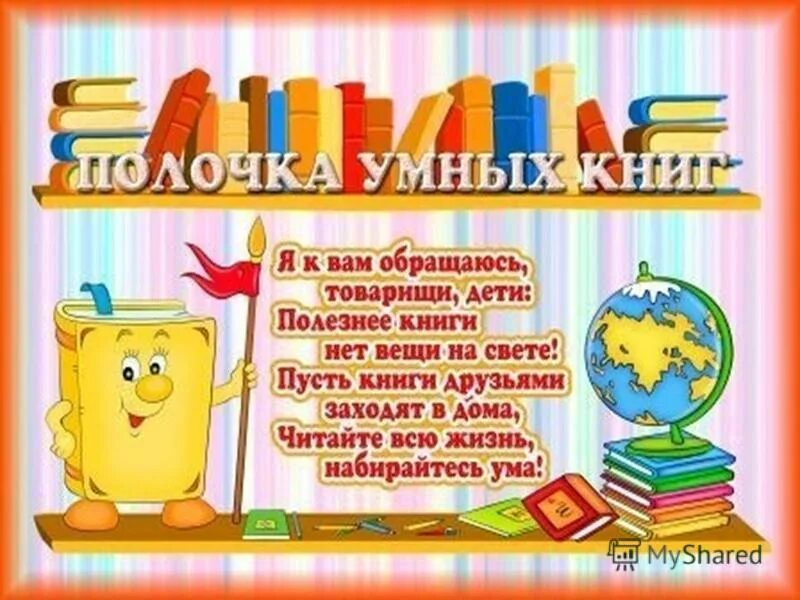 ПОЛОЧКА УМНЫХ КНИГ
Я к вам обращаюсь,
товарищи, дети:
Полезнее книги
нет вещи на свете!
Пусть книги друзьями
заходят в дома,
Читайте всю жизнь,
набирайтесь ума!
MyShared